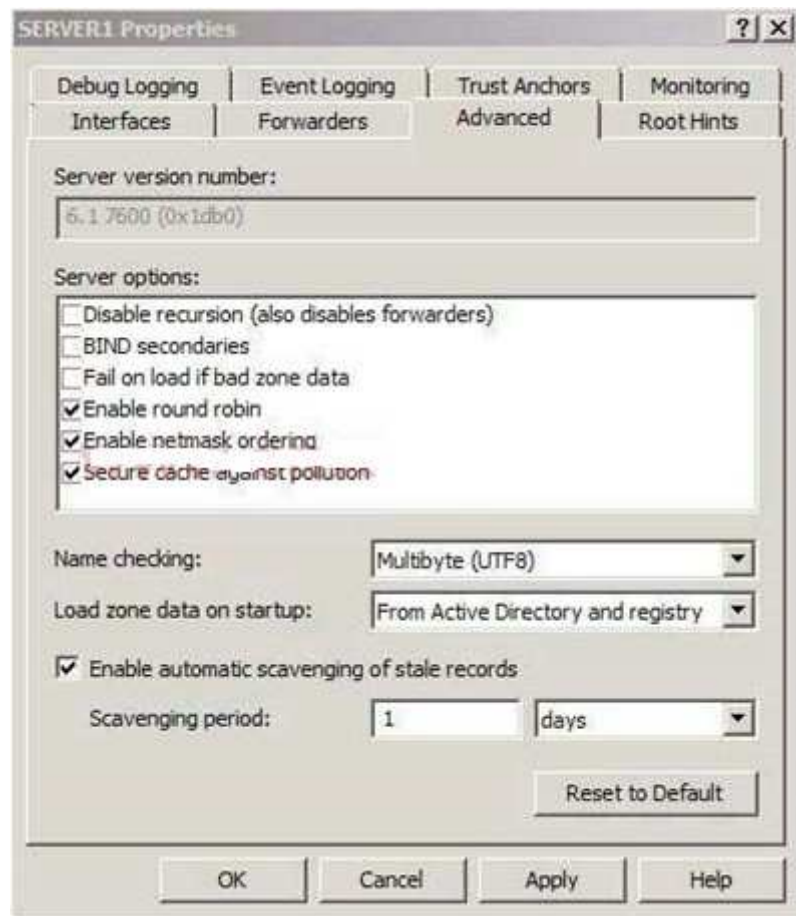 SERVER1 Properties
?
Debug Logging Event Logging Trust Anchors Monitoring
Interfaces Forwarders Advanced Root Hints
Server version number:
6.1 7600 (0x1db0)
Server options:
Disable recursion (also disables forwarders)
BIND secondaries
Fail on load if bad zone data
Enable round robin
Enable netmask ordering
Secure cache against pollution
Name checking: Multibyte (UTF8)
Load zone data on startup: From Active Directory and registry
Enable automatic scavenging of stale records
Scavenging period: 1 days
Reset to Default
OK Cancel Apply Help